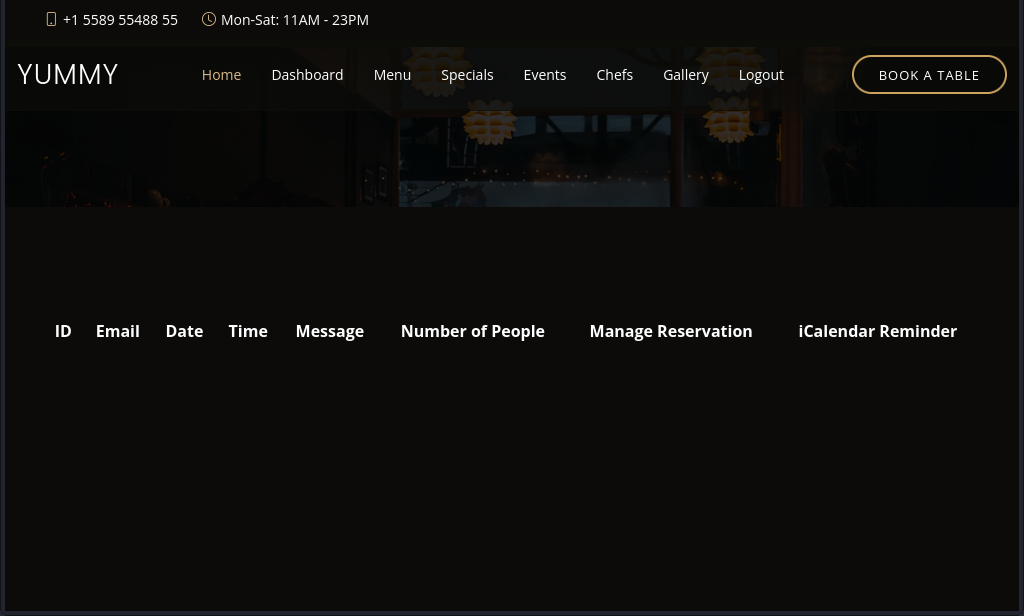 +1 5589 55488 55 Mon-Sat: 11AM - 23PM
YUMMY Home Dashboard Menu Specials Events Chefs Gallery Logout BOOK A TABLE
ID Email Date Time Message Number of People Manage Reservation iCalendar Reminder